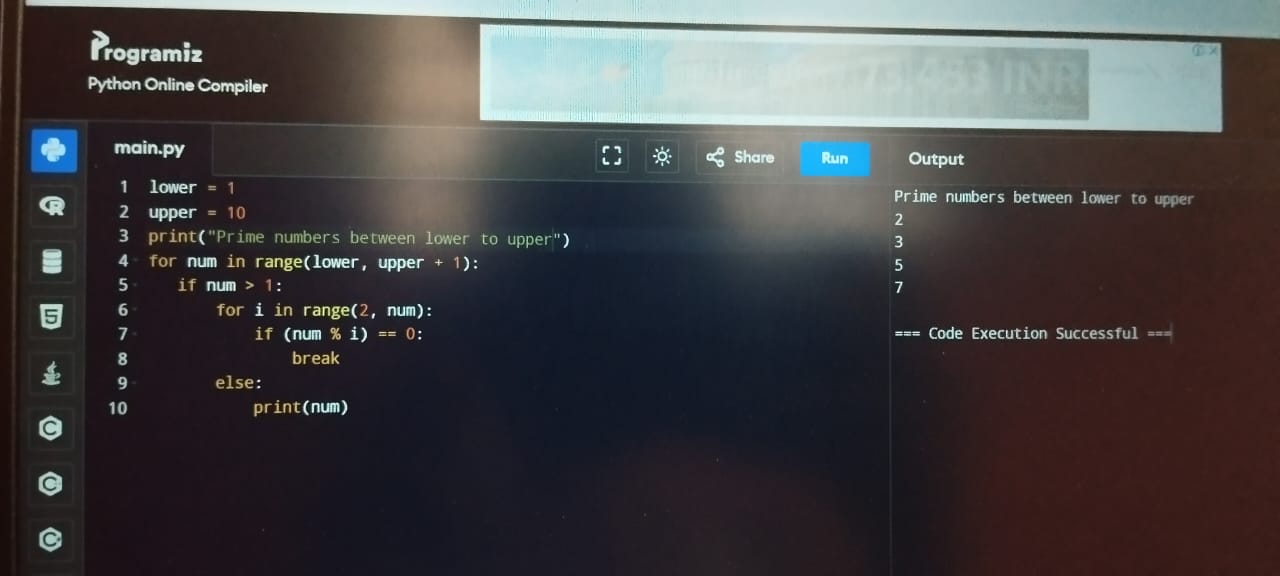 Programiz
Python Online Compiler
73.483 INR
main.py
Share
Run
Output
1 lower = 1
2 upper = 10
3 print("Prime numbers between lower to upper")
4 for num in range(lower, upper + 1):
5 if num > 1:
6 for i in range(2, num):
7 if (num % i) == 0:
8 break
9 else:
10 print(num)
Prime numbers between lower to upper
2
3
5
7
=== Code Execution Successful ===